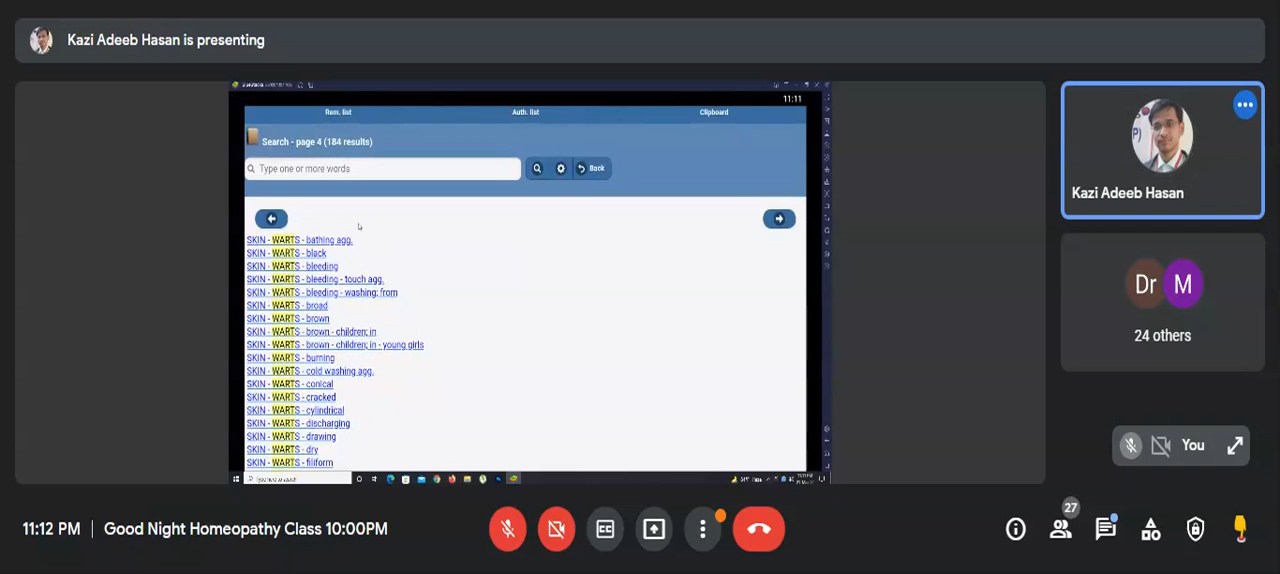 Kazi Adeeb Hasan is presenting
11:11
Rem. list
Auth. list
Clipboard
Search - page 4 (184 results)
Type one or more words
Back
SKIN - WARTS - bathing agg.
SKIN - WARTS - black
SKIN - WARTS - bleeding
SKIN - WARTS - bleeding - touch agg.
SKIN - WARTS - bleeding - washing; from
SKIN - WARTS - broad
SKIN - WARTS - brown
SKIN - WARTS - brown - children; in
SKIN - WARTS - brown - children; in - young girls
SKIN - WARTS - burning
SKIN - WARTS - cold washing agg.
SKIN - WARTS - conical
SKIN - WARTS - cracked
SKIN - WARTS - cylindrical
SKIN - WARTS - discharging
SKIN - WARTS - drawing
SKIN - WARTS - dry
SKIN - WARTS - filiform
Type here to search
P)
Kazi Adeeb Hasan
Dr M
24 others
You
11:12 PM | Good Night Homeopathy Class 10:00PM
27